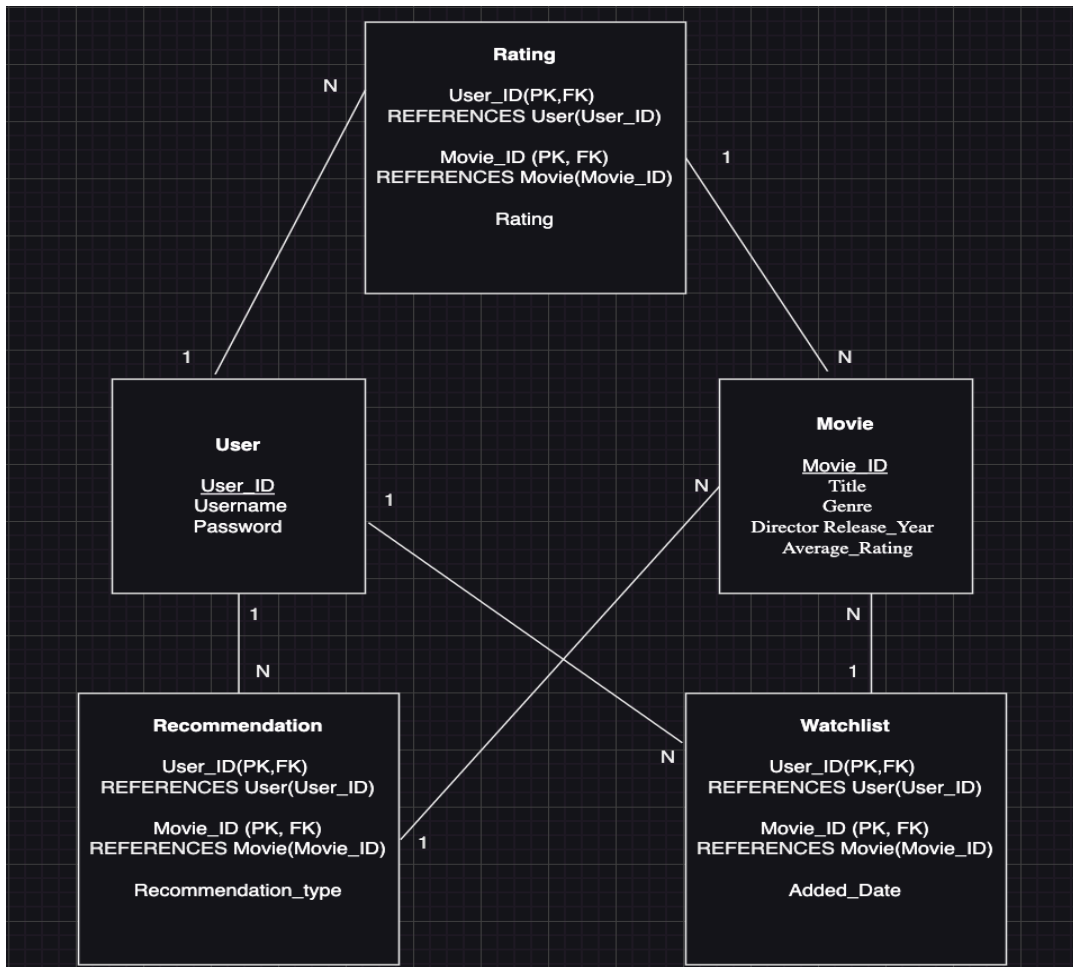 Rating
N
User_ID(PK,FK)
REFERENCES User(User_ID)
Movie_ID (PK, FK)
REFERENCES Movie(Movie_ID)
1
Rating
1
N
User
User_ID
Username
Password
1
Movie
Movie_ID
Title
Genre
Director Release_Year
Average_Rating
N
1
N
N
1
Recommendation
User_ID(PK,FK)
REFERENCES User(User_ID)
Movie_ID (PK, FK)
REFERENCES Movie(Movie_ID)
Recommendation_type
1
N
Watchlist
User_ID(PK,FK)
REFERENCES User(User_ID)
Movie_ID (PK, FK)
REFERENCES Movie(Movie_ID)
Added_Date